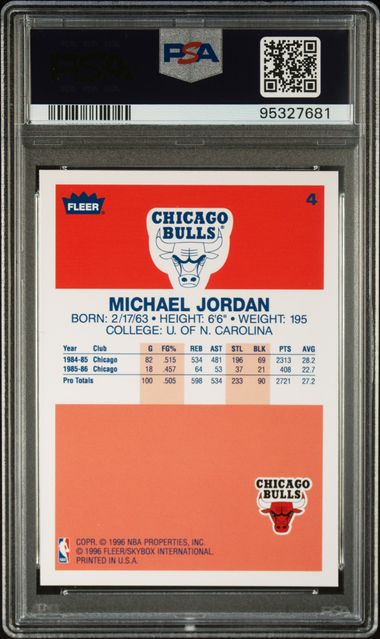 PSA
95327681
FLEER®
4
CHICAGO
BULLS®
MICHAEL JORDAN
BORN: 2/17/63 • HEIGHT: 6'6" • WEIGHT: 195
COLLEGE: U. OF N. CAROLINA
Year Club G FG% REB AST STL BLK PTS AVG
1984-85 Chicago 82 .515 534 481 196 69 2313 28.2
1985-86 Chicago 18 .457 64 53 37 21 408 22.7
Pro Totals 100 .505 598 534 233 90 2721 27.2
CHICAGO
BULLS
COPR. © 1996 NBA PROPERTIES, INC.
© 1996 FLEER/SKYBOX INTERNATIONAL.
PRINTED IN U.S.A.